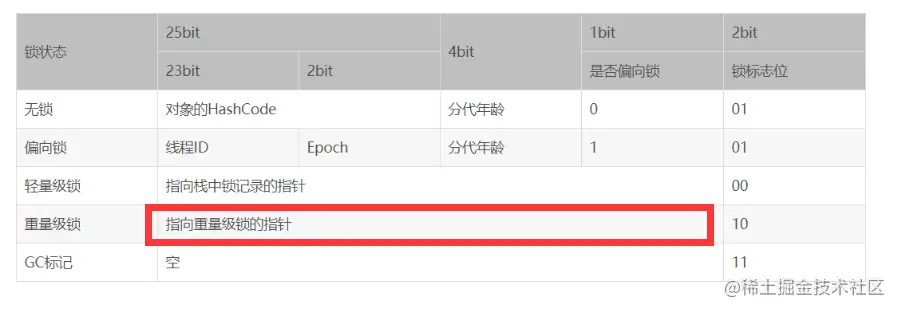 锁状态 25bit 4bit 1bit 2bit
23bit 2bit 是否偏向锁 锁标志位
无锁 对象的HashCode 分代年龄 0 01
偏向锁 线程ID Epoch 分代年龄 1 01
轻量级锁 指向栈中锁记录的指针 00
重量级锁 指向重量级锁的指针 10
GC标记 空 11
@稀土掘金技术社区